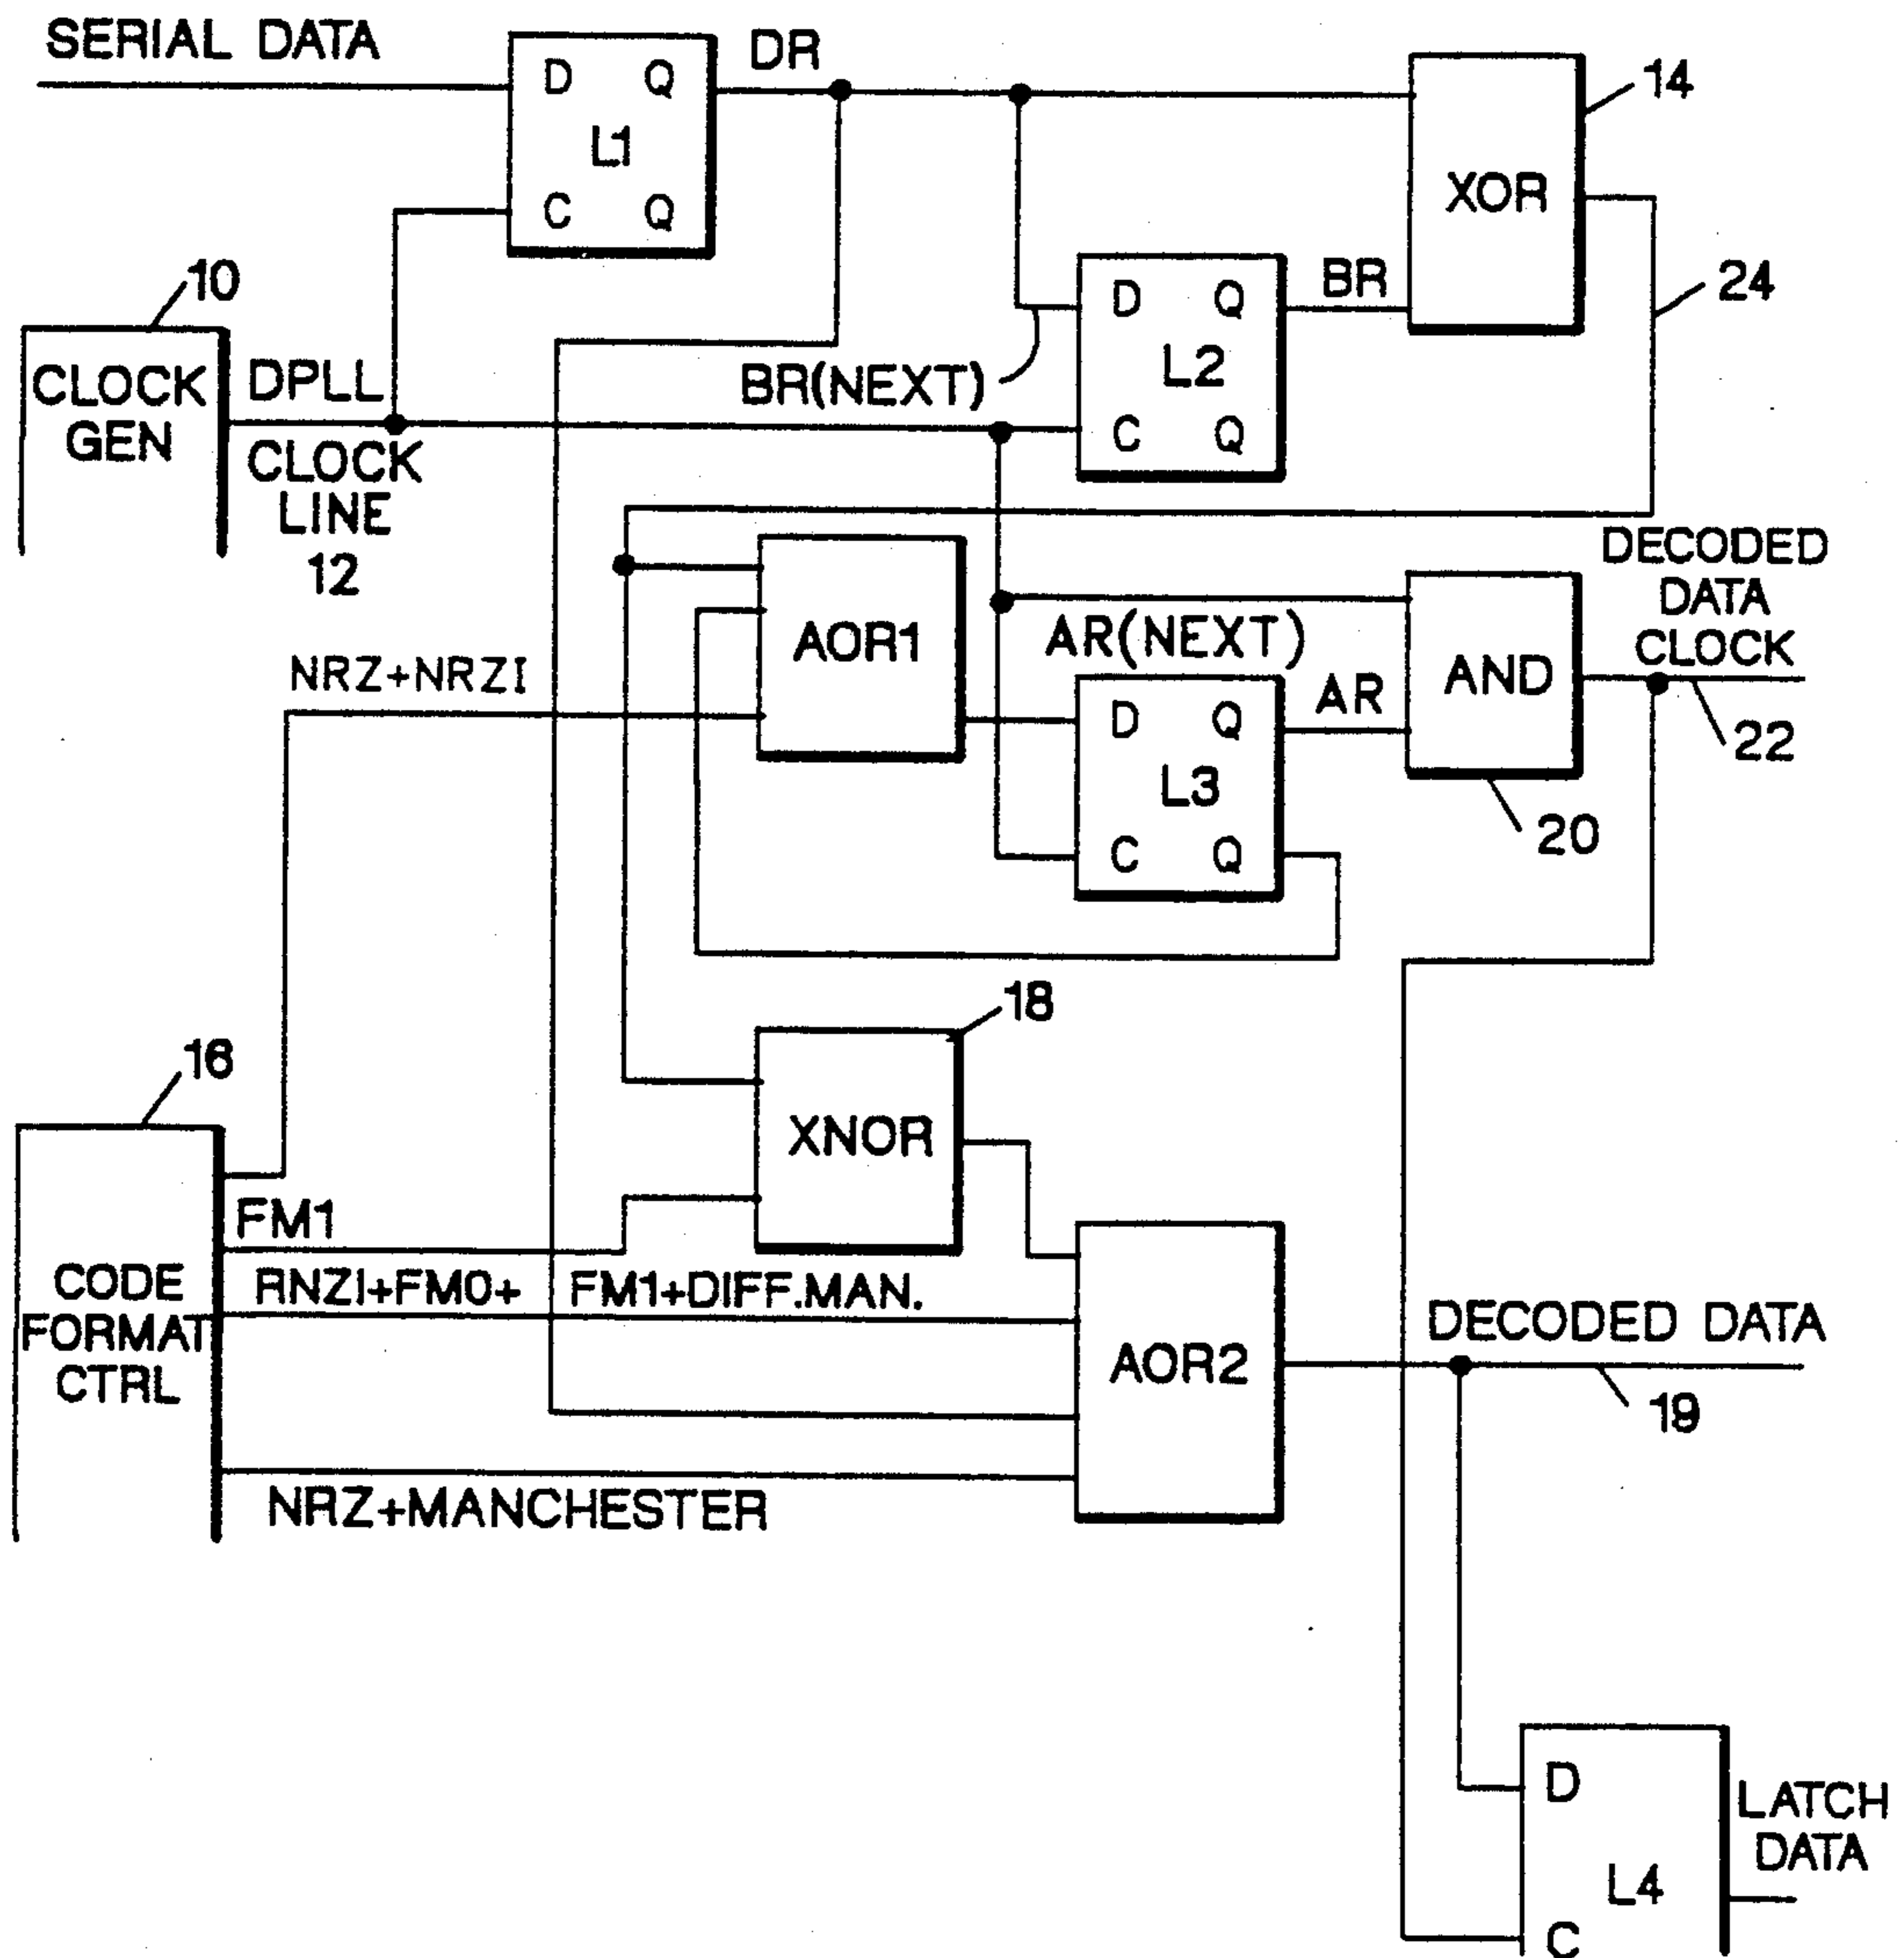 SERIAL DATA
D Q
L1
C Q
DR
XOR
14
10
CLOCK
GEN
DPLL
CLOCK
LINE
12
BR(NEXT)
D Q
L2
C Q
BR
24
AOR1
NRZ+NRZI
AR(NEXT)
D Q
L3
C Q
AR
AND
20
DECODED
DATA
CLOCK
22
18
XNOR
16
CODE
FORMAT
CTRL
FM1
RNZI+FM0+ FM1+DIFF.MAN.
NRZ+MANCHESTER
AOR2
DECODED DATA
19
D
L4
C
LATCH
DATA